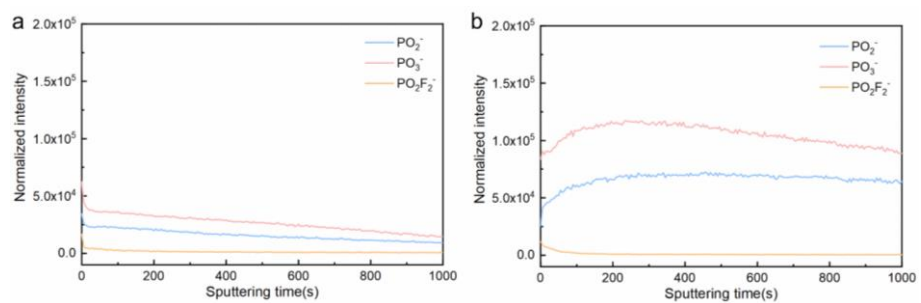 a
2.0x10⁵
1.5x10⁵
1.0x10⁵
5.0x10⁴
0.0
Normalized intensity
PO₂⁻
PO₃⁻
PO₂F₂⁻
0 200 400 600 800 1000
Sputtering time(s)
b
2.0x10⁵
1.5x10⁵
1.0x10⁵
5.0x10⁴
0.0
Normalized intensity
PO₂⁻
PO₃⁻
PO₂F₂⁻
0 200 400 600 800 1000
Sputtering time(s)